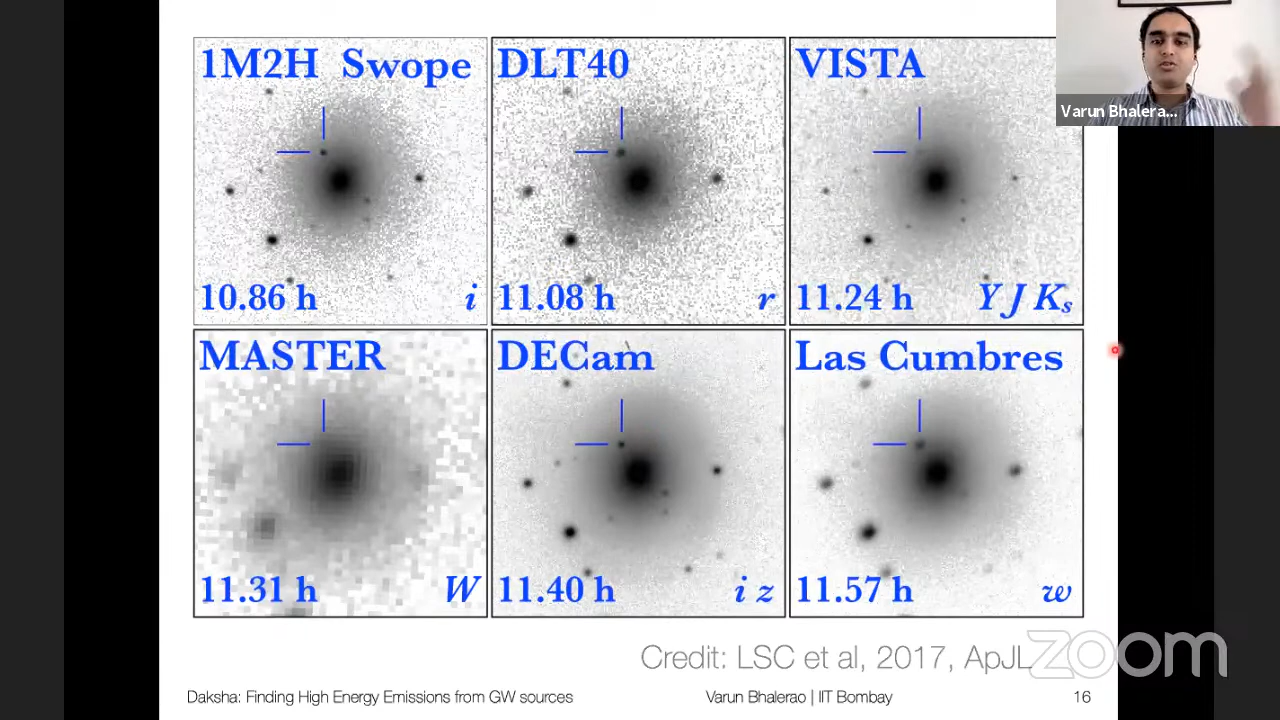 1M2H Swope
DLT40
VISTA
Varun Bhalera...
10.86 h
i
11.08 h
r
11.24 h
Y J Ks
MASTER
DECam
Las Cumbres
11.31 h
W
11.40 h
i z
11.57 h
w
Credit: LSC et al, 2017, ApJL
zoom
Daksha: Finding High Energy Emissions from GW sources
Varun Bhalerao | IIT Bombay
16